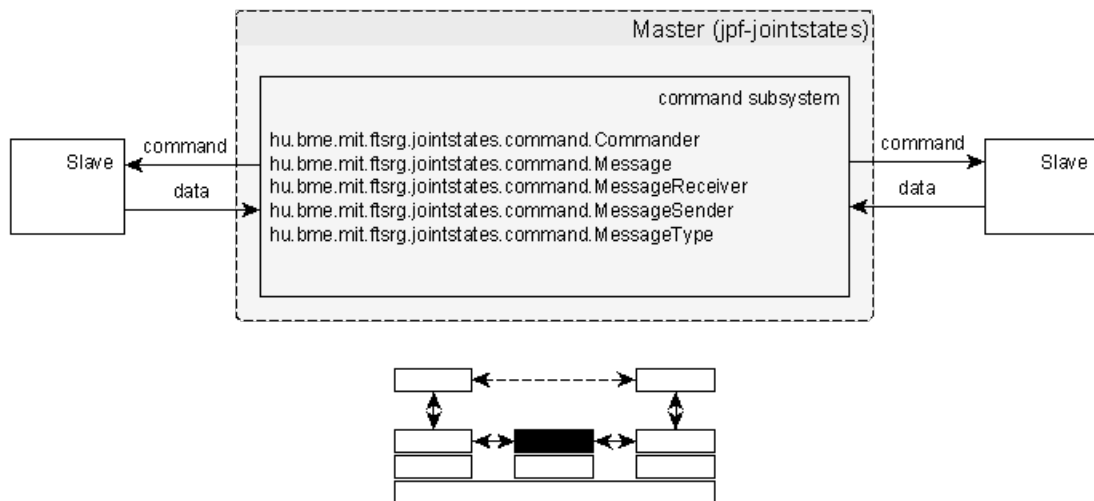 Master (jpf-jointstates)
command subsystem
hu.bme.mit.ftsrg.jointstates.command.Commander
hu.bme.mit.ftsrg.jointstates.command.Message
hu.bme.mit.ftsrg.jointstates.command.MessageReceiver
hu.bme.mit.ftsrg.jointstates.command.MessageSender
hu.bme.mit.ftsrg.jointstates.command.MessageType
Slave
command
data
command
data
Slave